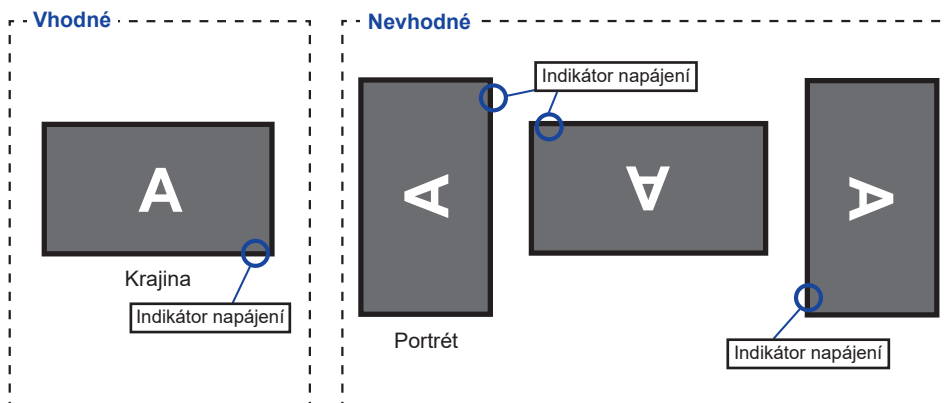 Vhodné
A
Krajina
Indikátor napájení
Nevhodné
Indikátor napájení
A
A
A
Portrét
Indikátor napájení